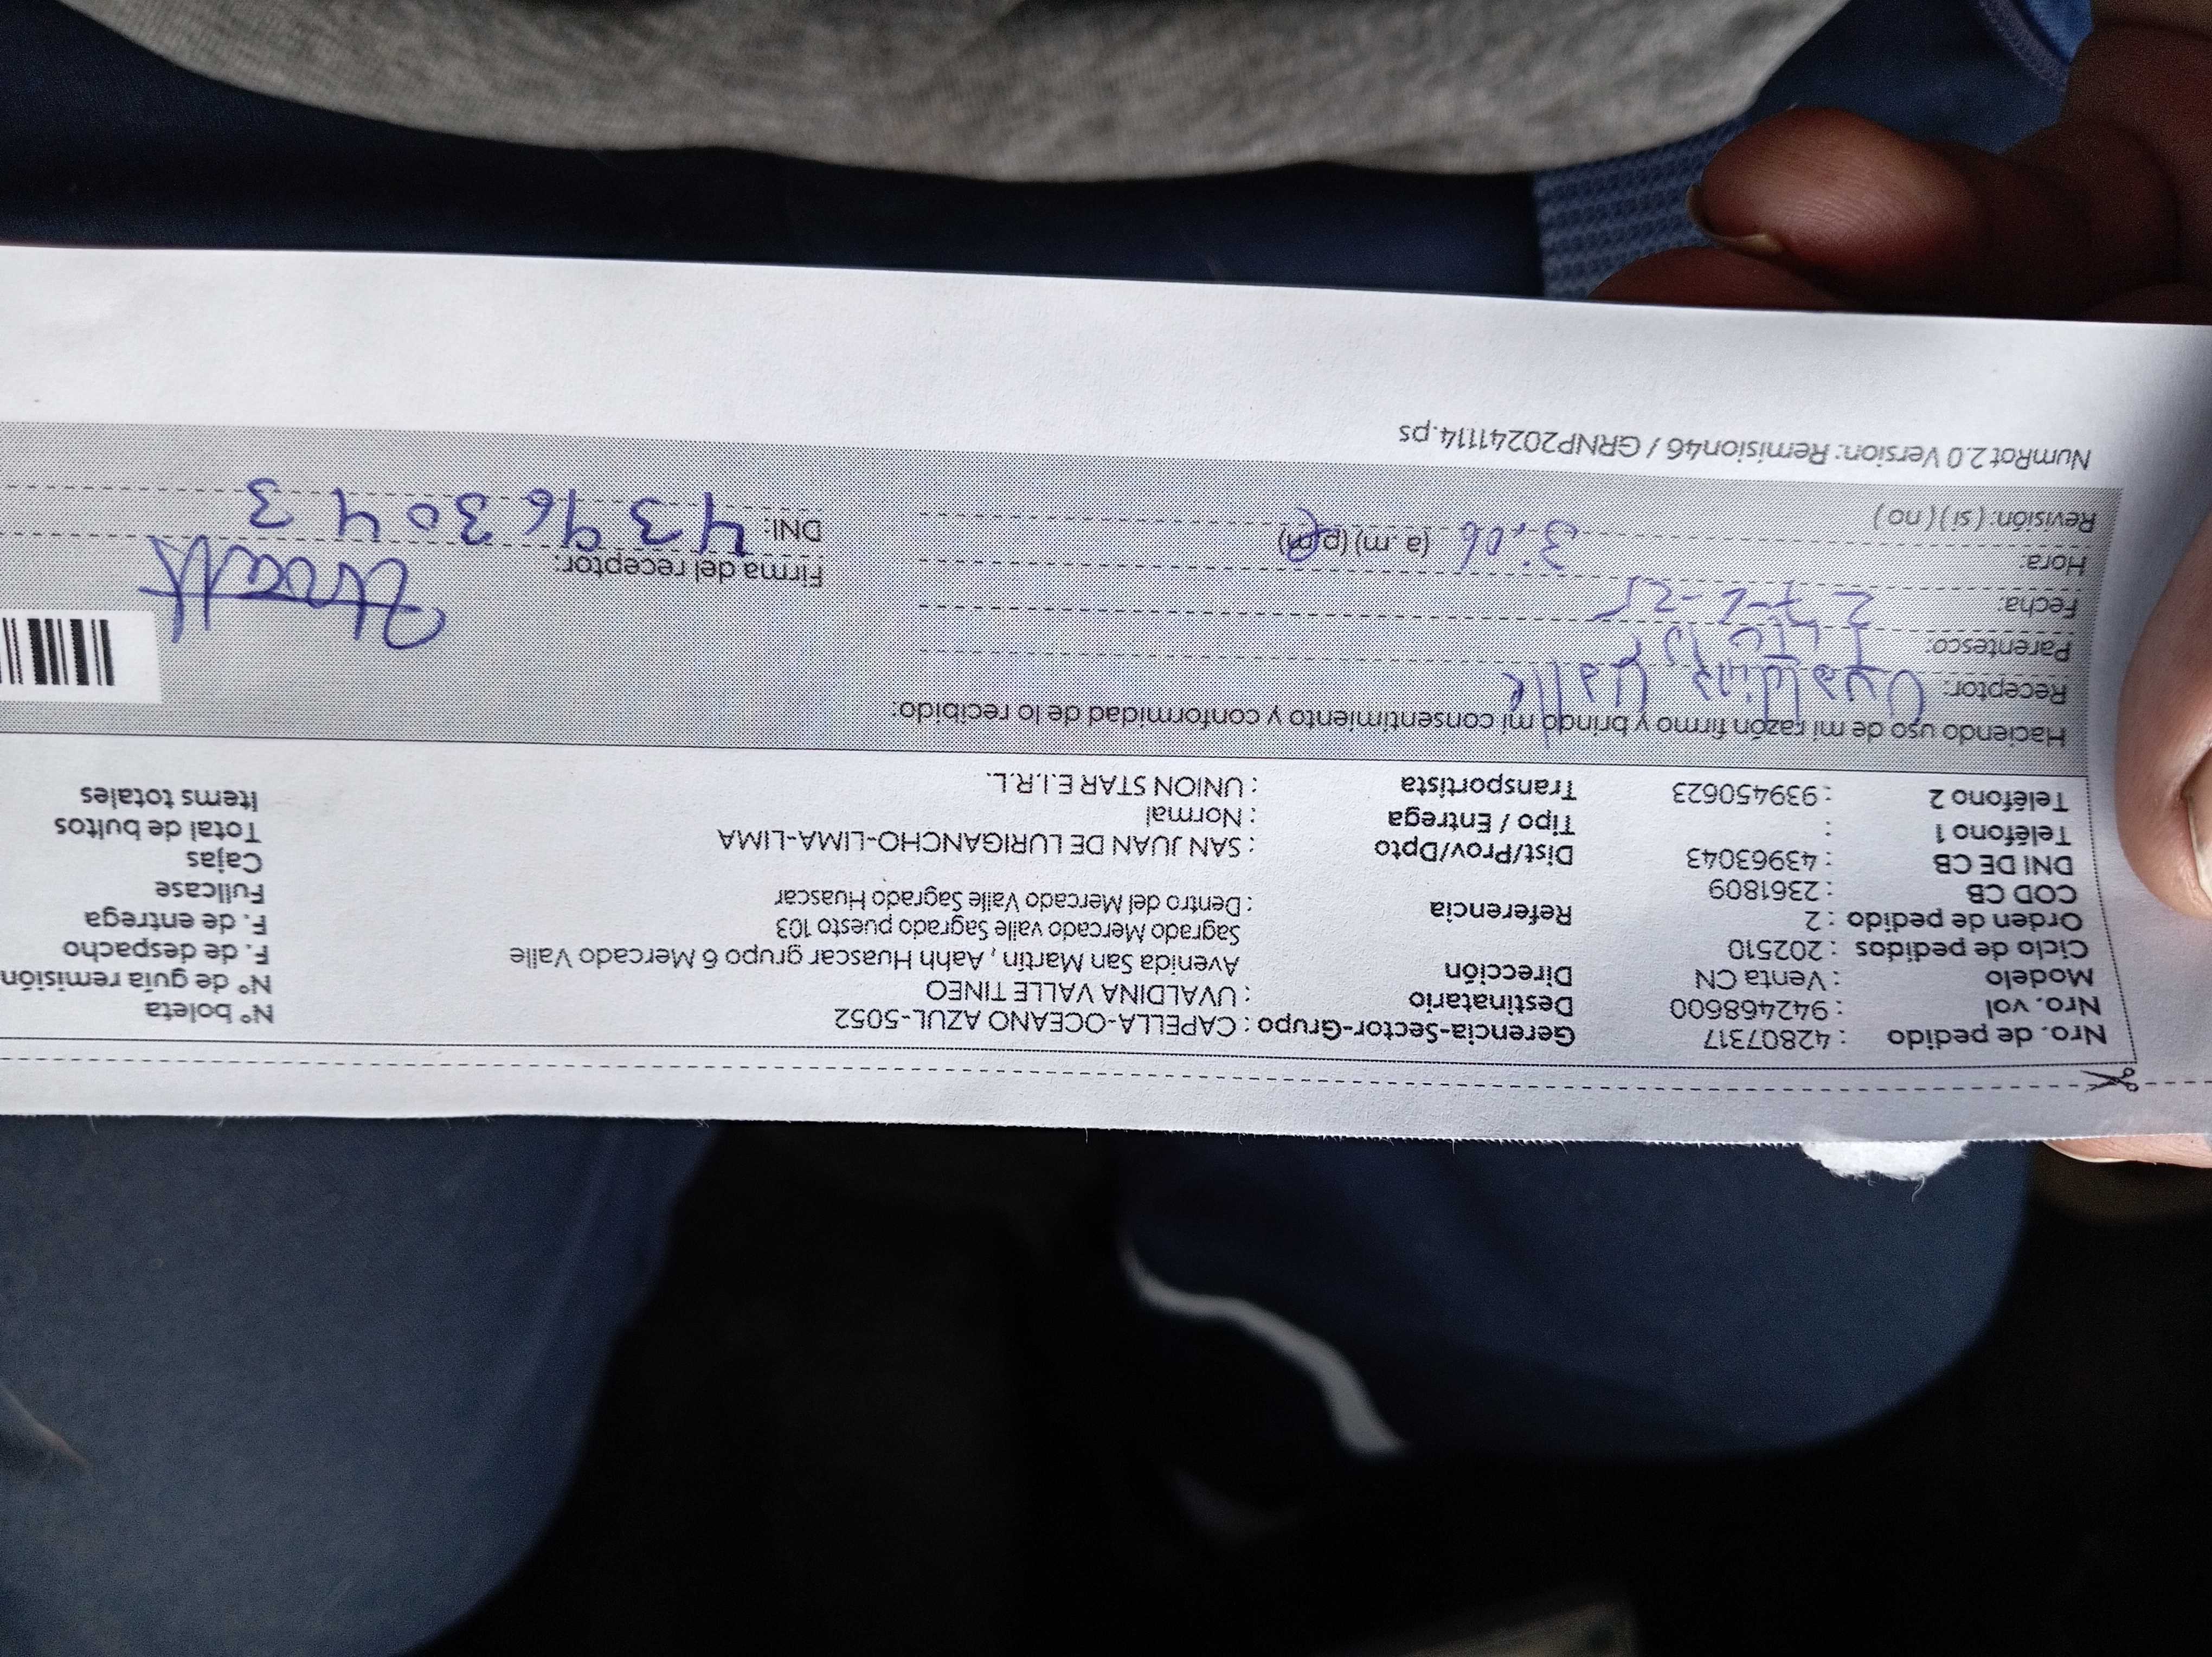 Nro. de pedido : 42807317 Gerencia-Sector-Grupo : CAPELLA-OCEANO AZUL-5052 N° boleta
Nro. vol : 942468600 Destinatario : UVALDINA VALLE TINEO N° de guía remisión
Modelo : Venta CN Dirección Avenida San Martín , Aahh Huascar grupo 6 Mercado Valle F. de despacho
Ciclo de pedidos : 202510 Sagrado Mercado valle Sagrado puesto 103 F. de entrega
Orden de pedido : 2 Referencia : Dentro del Mercado Valle Sagrado Huascar Fullcase
COD CB : 2361809 Cajas
DNI DE CB : 43963043 Dist/Prov/Dpto : SAN JUAN DE LURIGANCHO-LIMA-LIMA Total de bultos
Teléfono 1 : Tipo / Entrega : Normal Items totales
Teléfono 2 : 939450623 Transportista : UNION STAR E.I.R.L.
Haciendo uso de mi razón firmo y brindo mi consentimiento y conformidad de lo recibido:
Receptor: Uvaldina Valle
Parentesco:
Fecha: 27-2-25
Hora: 3:06 (a.m) (p.m) Firma del receptor:
Revisión: ( si ) ( no ) DNI: 43963043
NumRot 2.0 Version: Remision46 / GRNP20241114.ps